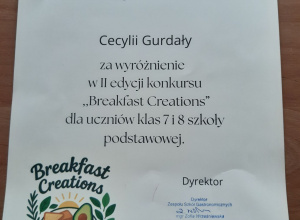 Cecylii Gurdały
za wyróżnienie
w II edycji konkursu
„Breakfast Creations”
dla uczniów klas 7 i 8 szkoły
podstawowej.
Breakfast
Creations
Dyrektor
Dyrektor